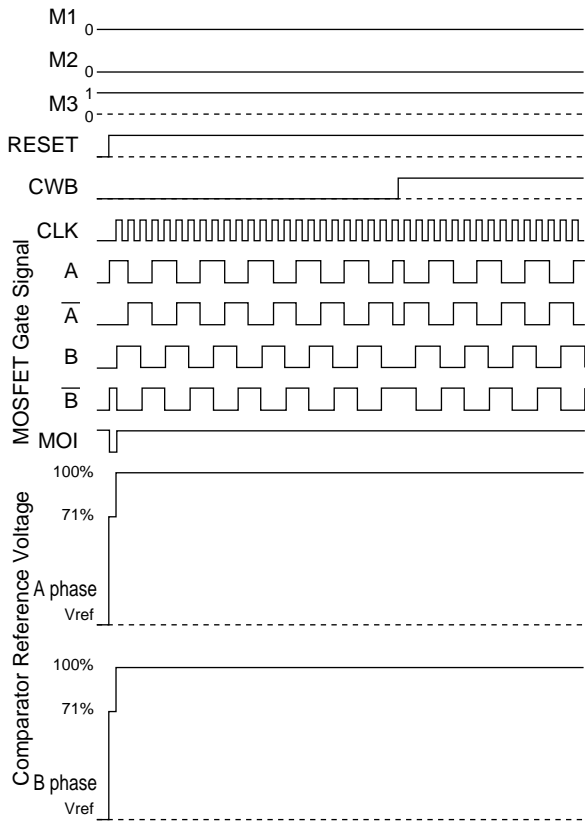 M1 0
M2 0
M3 1
0
RESET
CWB
CLK
MOSFET Gate Signal
A
A̅
B
B̅
MOI
Comparator Reference Voltage
100%
71%
A phase
Vref
100%
71%
B phase
Vref